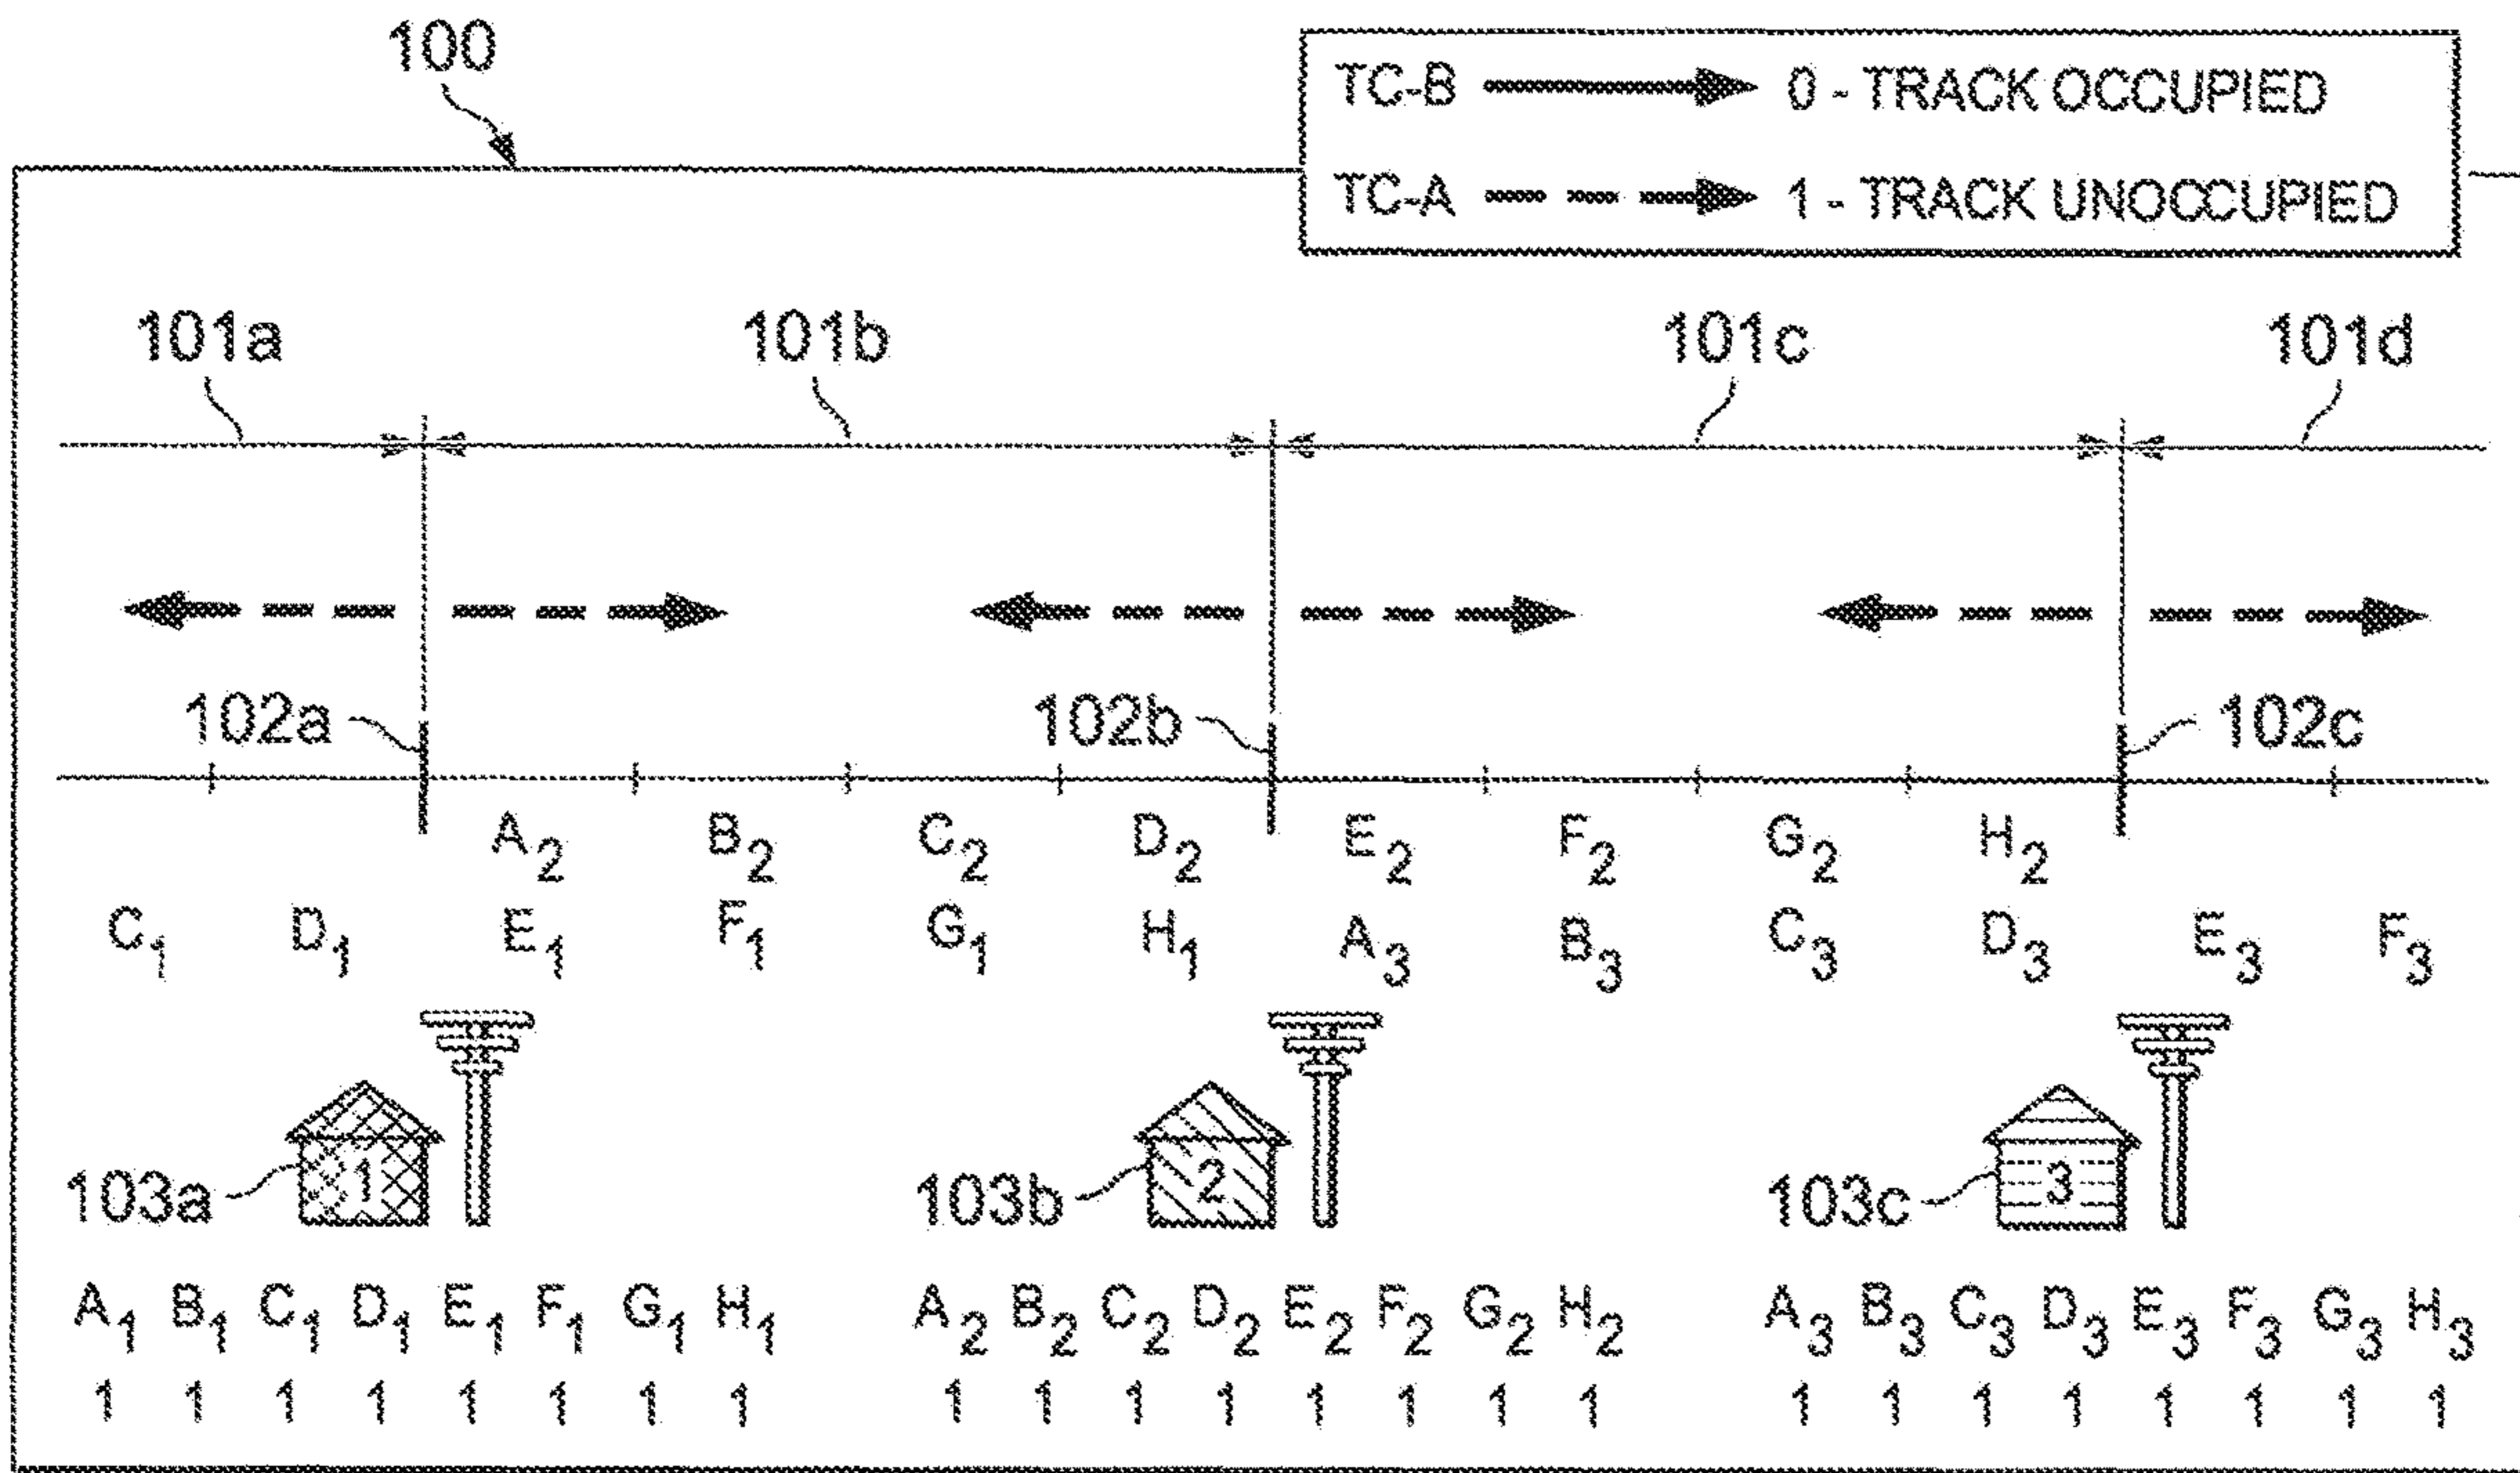 100
TC-B 0 - TRACK OCCUPIED
TC-A 1 - TRACK UNOCCUPIED
101a 101b 101c 101d
102a 102b 102c
A2 B2 C2 D2 E2 F2 G2 H2
C1 D1 E1 F1 G1 H1 A3 B3 C3 D3 E3 F3
103a 1 103b 2 103c 3
A1 B1 C1 D1 E1 F1 G1 H1 A2 B2 C2 D2 E2 F2 G2 H2 A3 B3 C3 D3 E3 F3 G3 H3
1 1 1 1 1 1 1 1 1 1 1 1 1 1 1 1 1 1 1 1 1 1 1 1